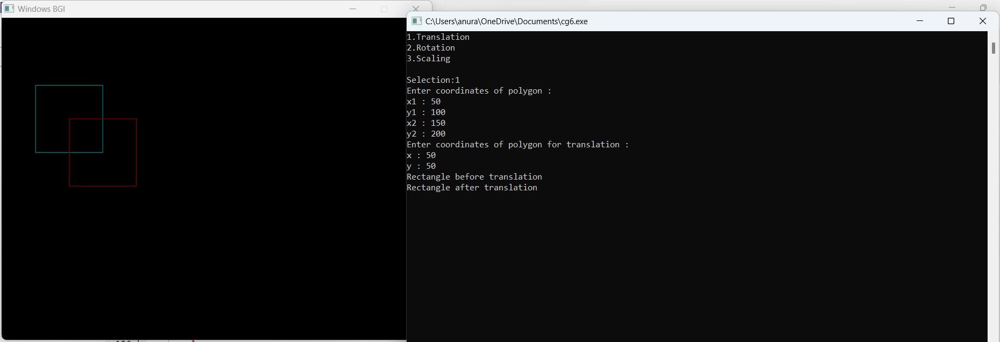 Windows BGI
C:\Users\anura\OneDrive\Documents\cg6.exe
1.Translation
2.Rotation
3.Scaling
Selection:1
Enter coordinates of polygon :
x1 : 50
y1 : 100
x2 : 150
y2 : 200
Enter coordinates of polygon for translation :
x : 50
y : 50
Rectangle before translation
Rectangle after translation